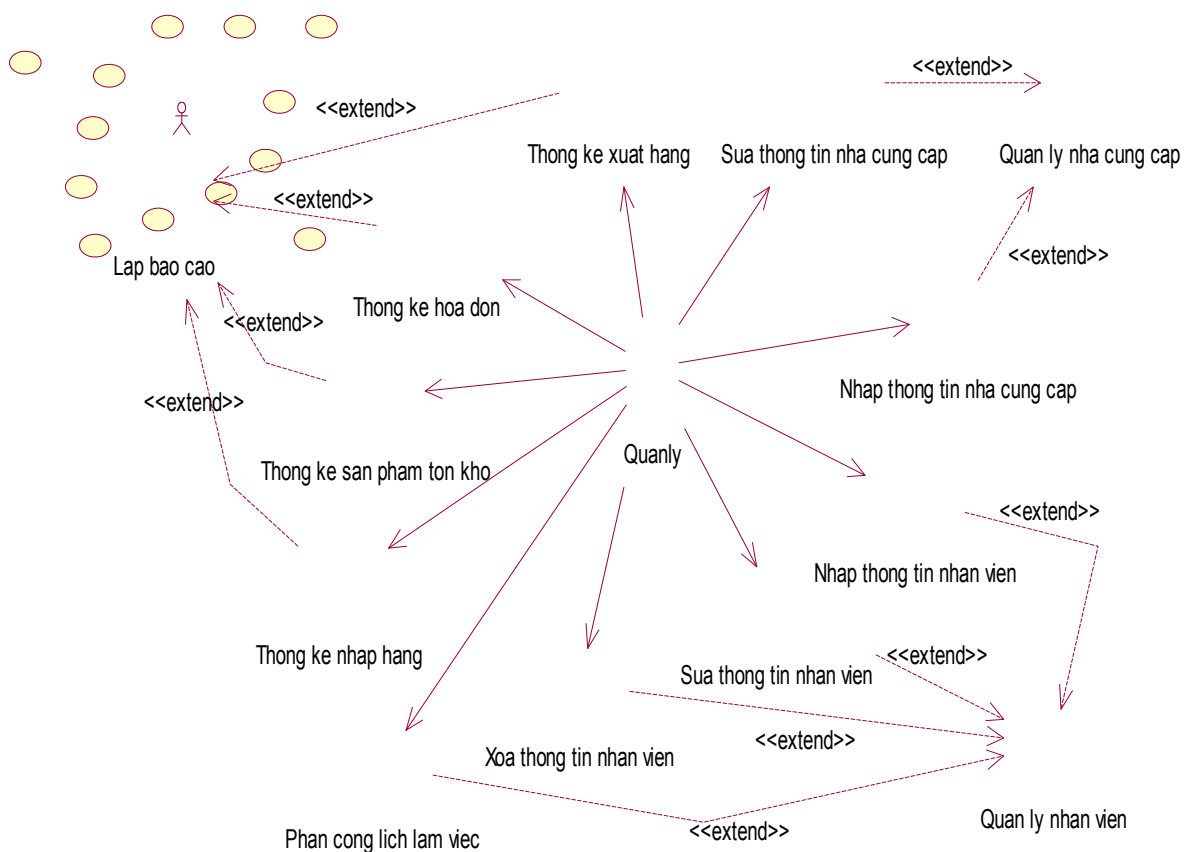 <<extend>>
<<extend>>
Thong ke xuat hang
Sua thong tin nha cung cap
Quan ly nha cung cap
<<extend>>
<<extend>>
Lap bao cao
Thong ke hoa don
<<extend>>
Nhap thong tin nha cung cap
<<extend>>
Quanly
Thong ke san pham ton kho
<<extend>>
Nhap thong tin nhan vien
Thong ke nhap hang
<<extend>>
Sua thong tin nhan vien
<<extend>>
Xoa thong tin nhan vien
Quan ly nhan vien
<<extend>>
Phan cong lich lam viec